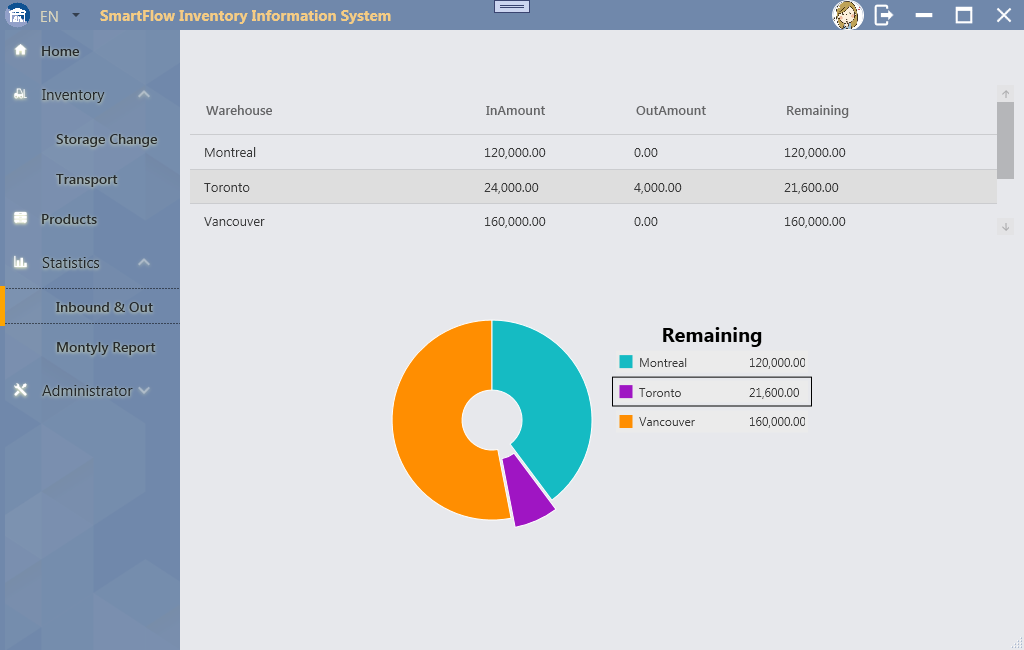 EN SmartFlow Inventory Information System
Home
Inventory
Storage Change
Transport
Products
Statistics
Inbound & Out
Montyly Report
Administrator
Warehouse InAmount OutAmount Remaining
Montreal 120,000.00 0.00 120,000.00
Toronto 24,000.00 4,000.00 21,600.00
Vancouver 160,000.00 0.00 160,000.00
Remaining
Montreal 120,000.00
Toronto 21,600.00
Vancouver 160,000.00